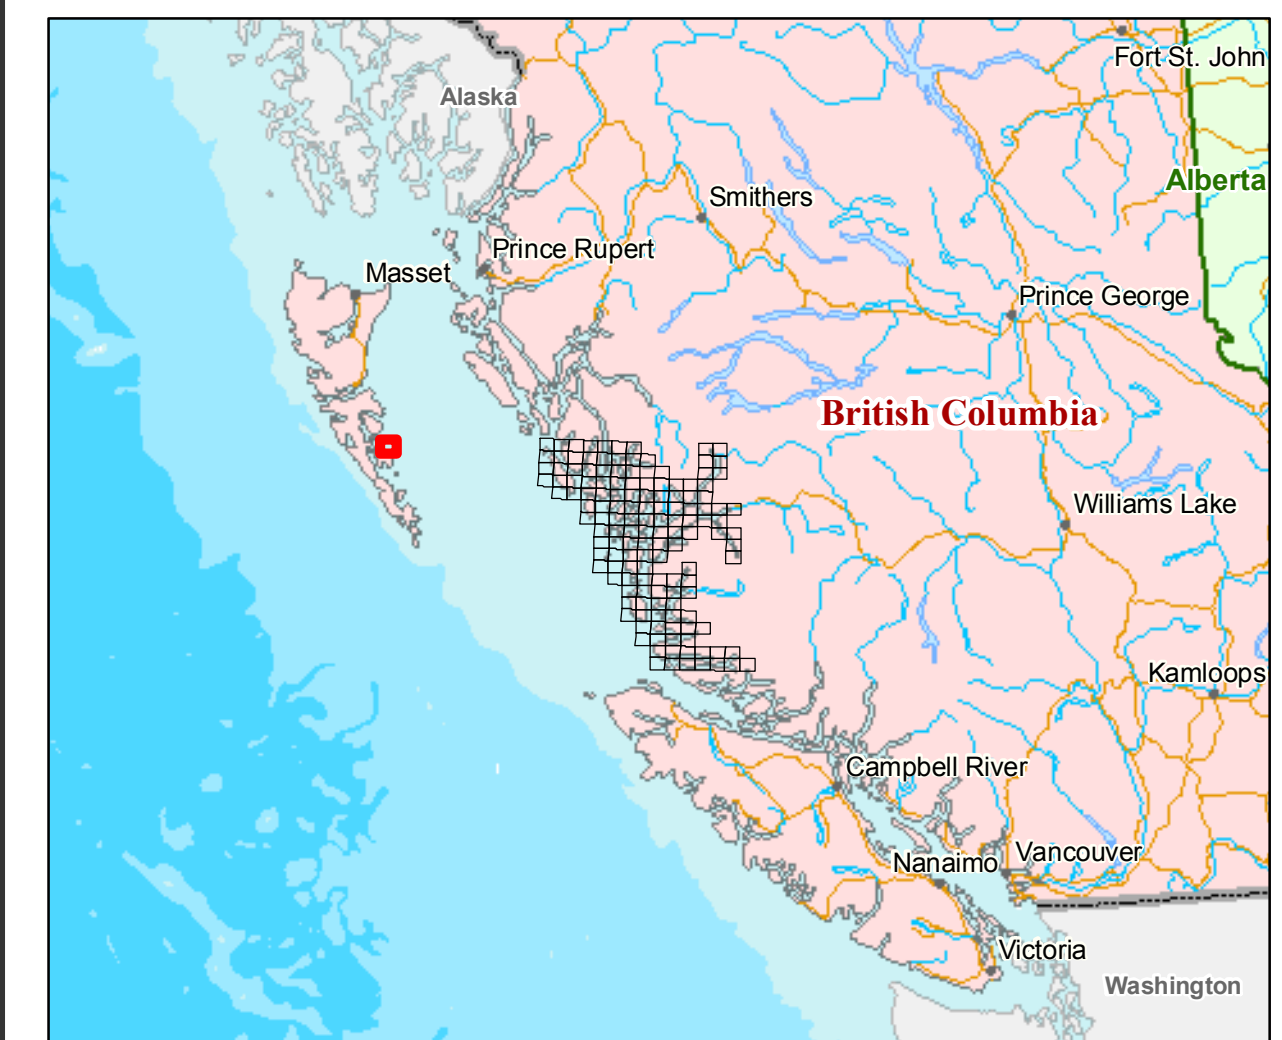 Fort St. John
Alaska
Alberta
Smithers
Prince Rupert
Masset
Prince George
British Columbia
Williams Lake
Kamloops
Campbell River
Vancouver
Nanaimo
Victoria
Washington